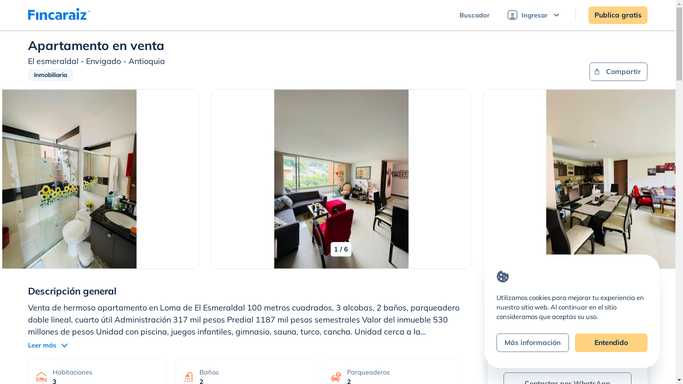 Fincaraiz
Buscador
Ingresar
Publica gratis
Apartamento en venta
El esmeraldal - Envigado - Antioquia
Inmobiliaria
Compartir
1 / 6
Descripción general
Venta de hermoso apartamento en Loma de El Esmeraldal 100 metros cuadrados, 3 alcobas, 2 baños, parqueadero
doble lineal, cuarto útil Administración 317 mil pesos Predial 1187 mil pesos semestrales Valor del inmueble 530
millones de pesos Unidad con piscina, juegos infantiles, gimnasio, sauna, turco, cancha. Unidad cerca a la...
Leer más
Habitaciones
3
Baños
2
Parqueaderos
2
Utilizamos cookies para mejorar tu experiencia en
nuestro sitio web. Al continuar en el sitio
consideramos que aceptas su uso.
Más información
Entendido
Contactar por WhatsApp